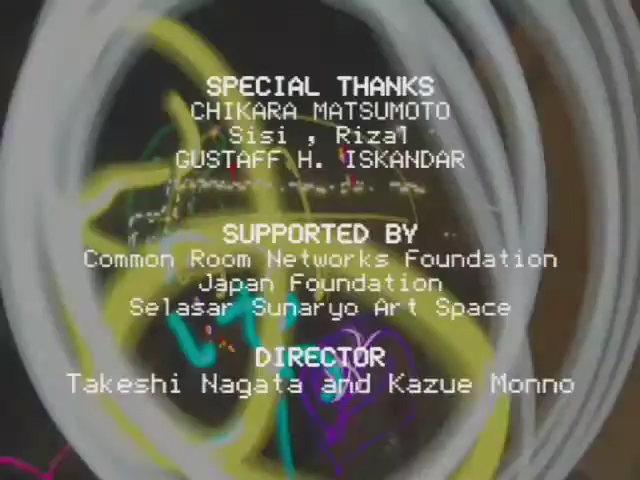 SPECIAL THANKS
CHIKARA MATSUMOTO
Sisi , Rizal
GUSTAFF H. ISKANDAR
SUPPORTED BY
Common Room Networks Foundation
Japan Foundation
Selasar Sunaryo Art Space
DIRECTOR
Takeshi Nagata and Kazue Monno